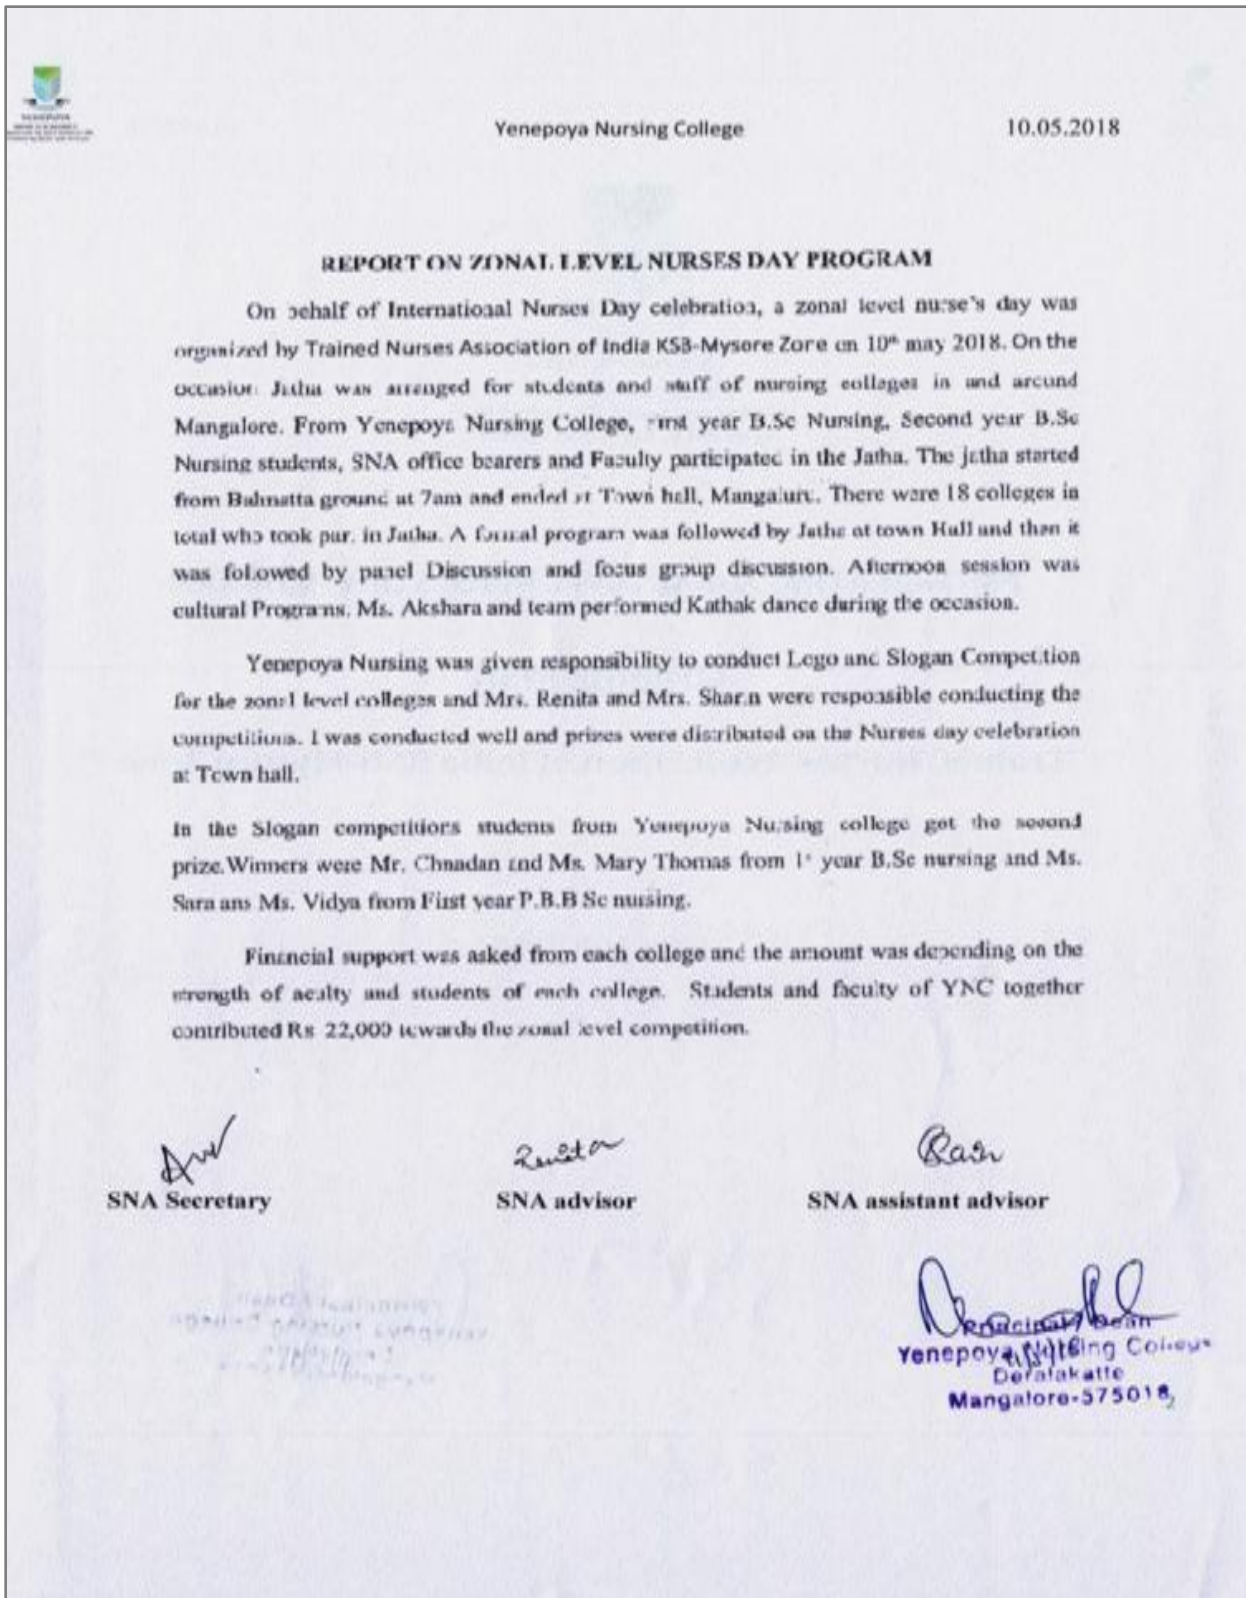 YENEPOYA
Yenepoya Nursing College 10.05.2018
REPORT ON ZONAL LEVEL NURSES DAY PROGRAM
On behalf of International Nurses Day celebration, a zonal level nurse's day was
organized by Trained Nurses Association of India KSB-Mysore Zone on 10th may 2018. On the
occasion Jatha was arranged for students and staff of nursing colleges in and around
Mangalore. From Yenepoya Nursing College, First year B.Sc Nursing, Second year B.Sc
Nursing students, SNA office bearers and Faculty participated in the Jatha. The jatha started
from Balmatta ground at 7am and ended at Town hall, Mangaluru. There were 18 colleges in
total who took part in Jatha. A formal program was followed by Jatha at town Hall and then it
was followed by panel Discussion and focus group discussion. Afternoon session was
cultural Programs. Ms. Akshara and team performed Kathak dance during the occasion.
Yenepoya Nursing was given responsibility to conduct Logo and Slogan Competition
for the zonal level colleges and Mrs. Renita and Mrs. Sharin were responsible conducting the
competitions. I was conducted well and prizes were distributed on the Nurses day celebration
at Town hall.
In the Slogan competitions students from Yenepoya Nursing college got the second
prize. Winners were Mr. Chnadan and Ms. Mary Thomas from 1st year B.Sc nursing and Ms.
Sara ans Ms. Vidya from First year P.B.B Sc nursing.
Financial support was asked from each college and the amount was depending on the
strength of aculty and students of each college. Students and faculty of YNC together
contributed Rs 22,000 towards the zonal level competition.
Renita
SNA Secretary SNA advisor SNA assistant advisor
Principal / Dean
Yenepoya Nursing College
Deralakatte
Mangalore-575018